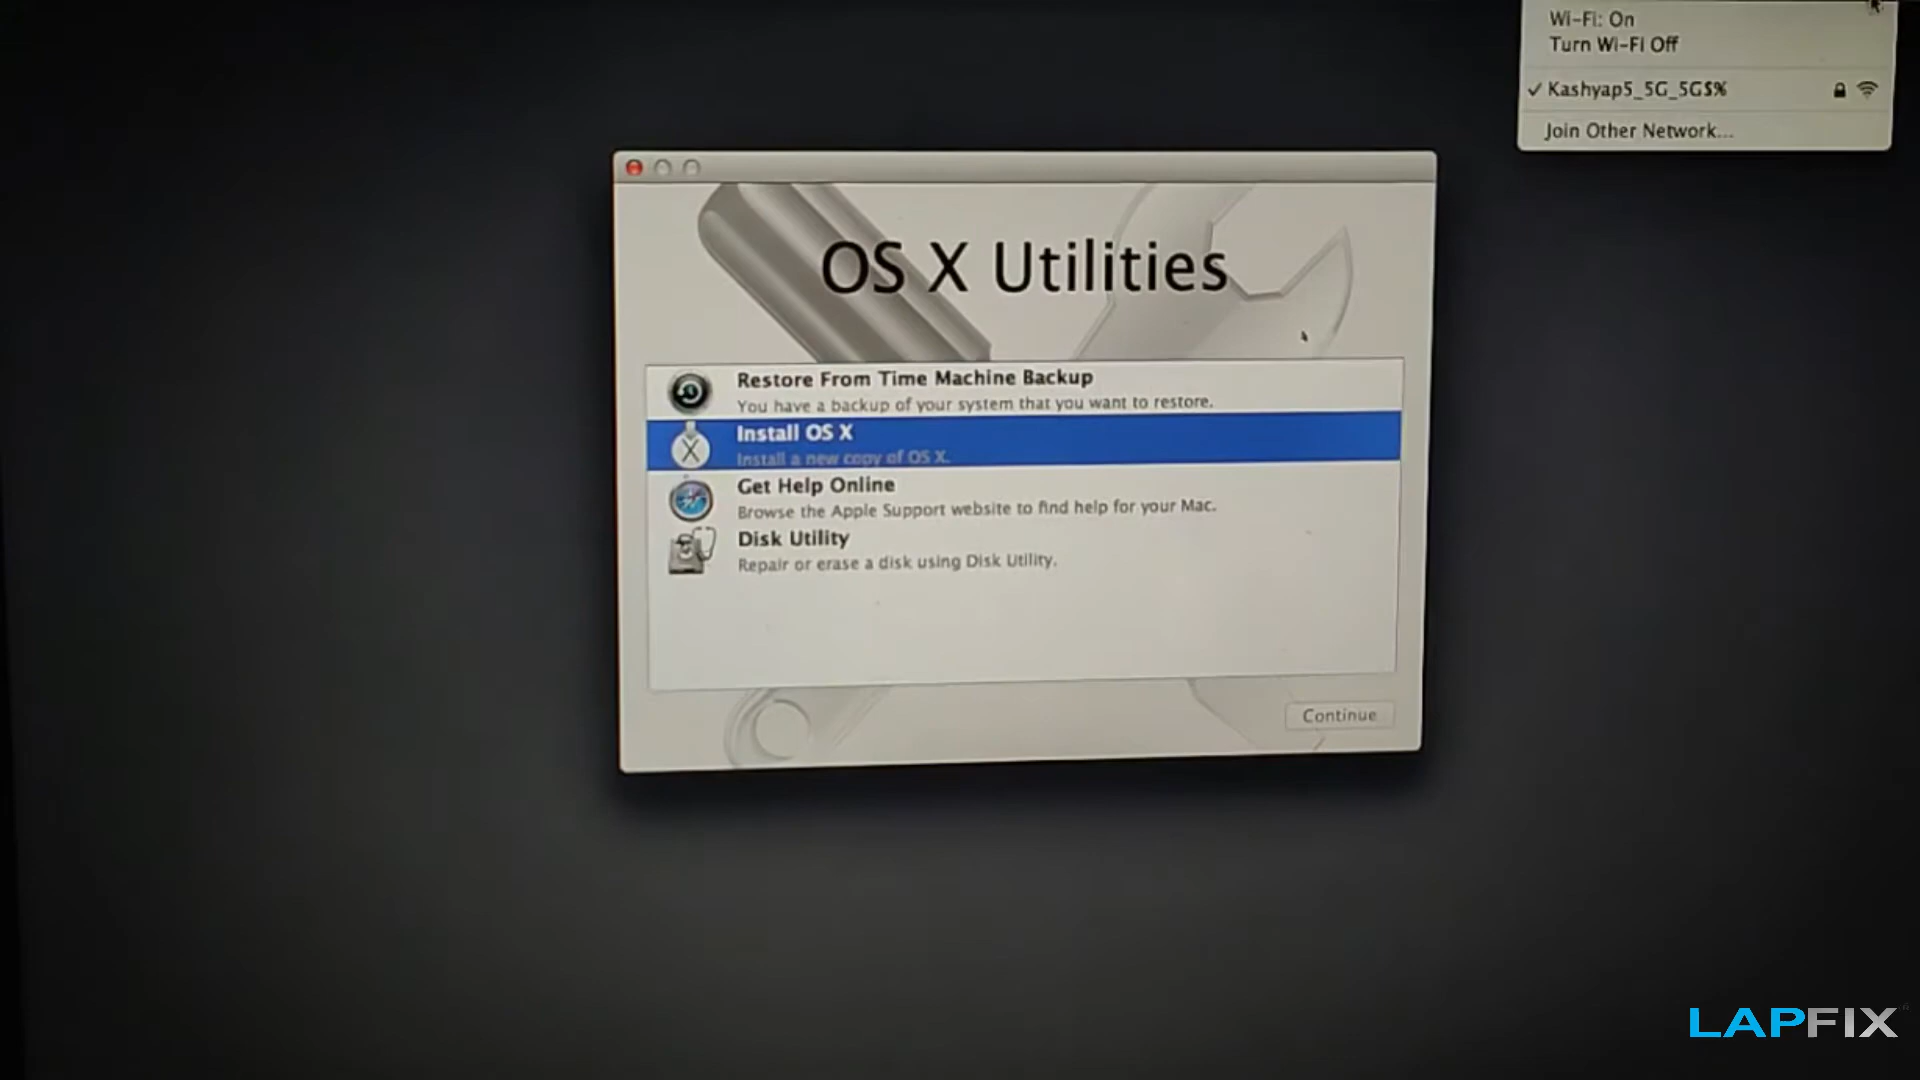 Wi-Fi: On
Turn Wi-Fi Off
✓ Kashyap5_5G_5G$%
Join Other Network...
OS X Utilities
Restore From Time Machine Backup
You have a backup of your system that you want to restore.
Install OS X
Install a new copy of OS X.
Get Help Online
Browse the Apple Support website to find help for your Mac.
Disk Utility
Repair or erase a disk using Disk Utility.
Continue
LAPFIX